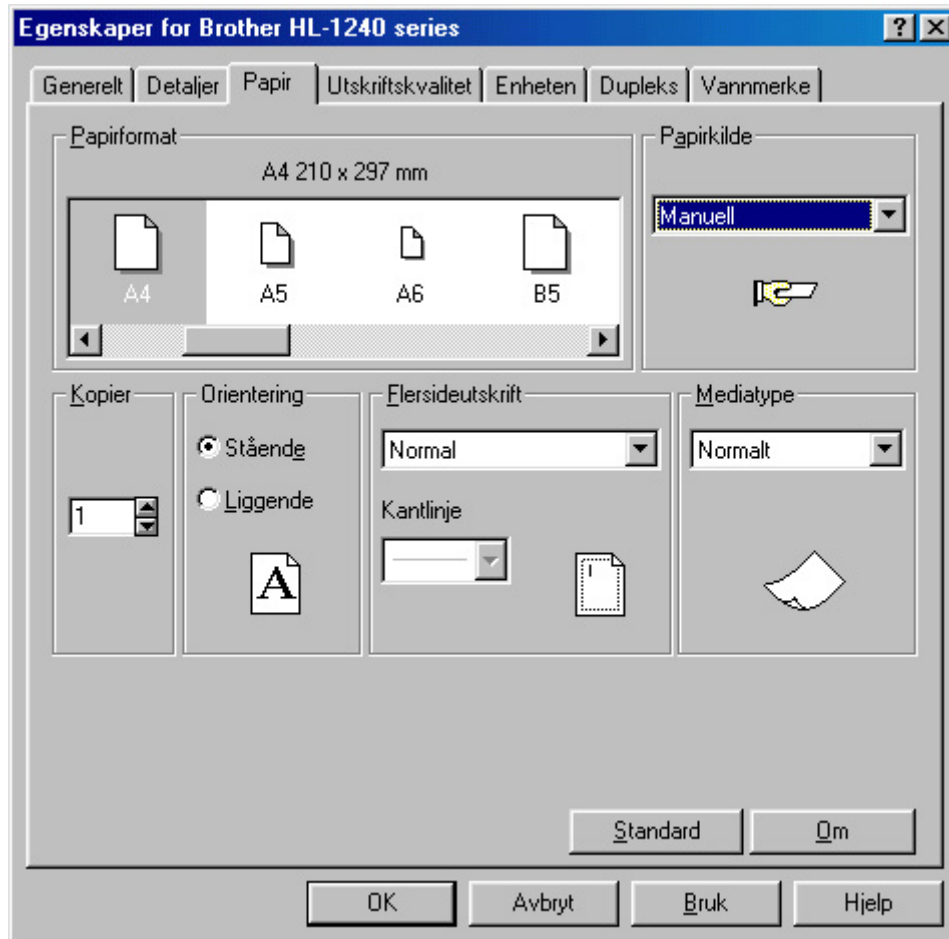 Egenskaper for Brother HL-1240 series
Generelt Detaljer Papir Utskriftskvalitet Enheten Dupleks Vannmerke
Papirformat
A4 210 x 297 mm
A4 A5 A6 B5
Papirkilde
Manuell
Kopier
1
Orientering
Stående
Liggende
A
Flersideutskrift
Normal
Kantlinje
Mediatype
Normalt
Standard Om
OK Avbryt Bruk Hjelp